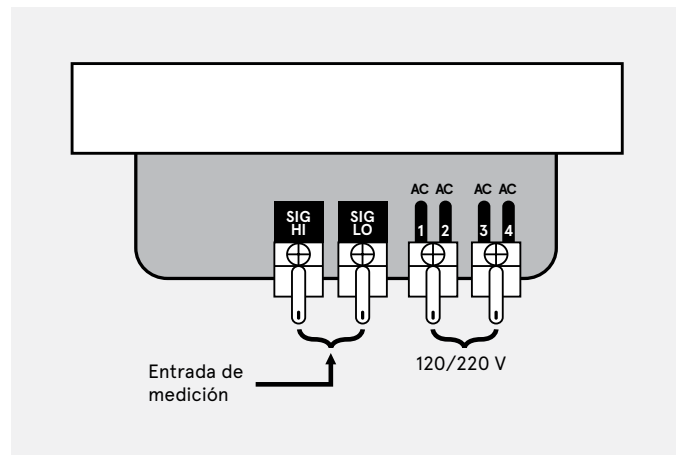 AC AC AC AC
SIG HI SIG LO 1 2 3 4
Entrada de
medición
120/220 V